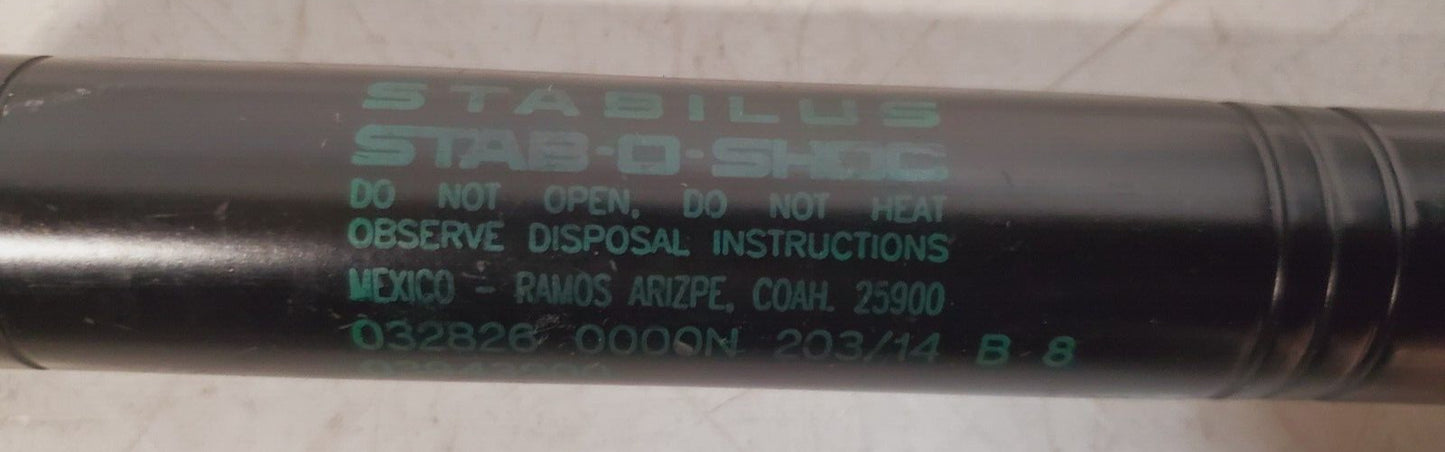 STABILUS
STAB-O-SHOC
DO NOT OPEN. DO NOT HEAT
OBSERVE DISPOSAL INSTRUCTIONS
MEXICO - RAMOS ARIZPE, COAH. 25900
032826 0000N 203/14 B 8